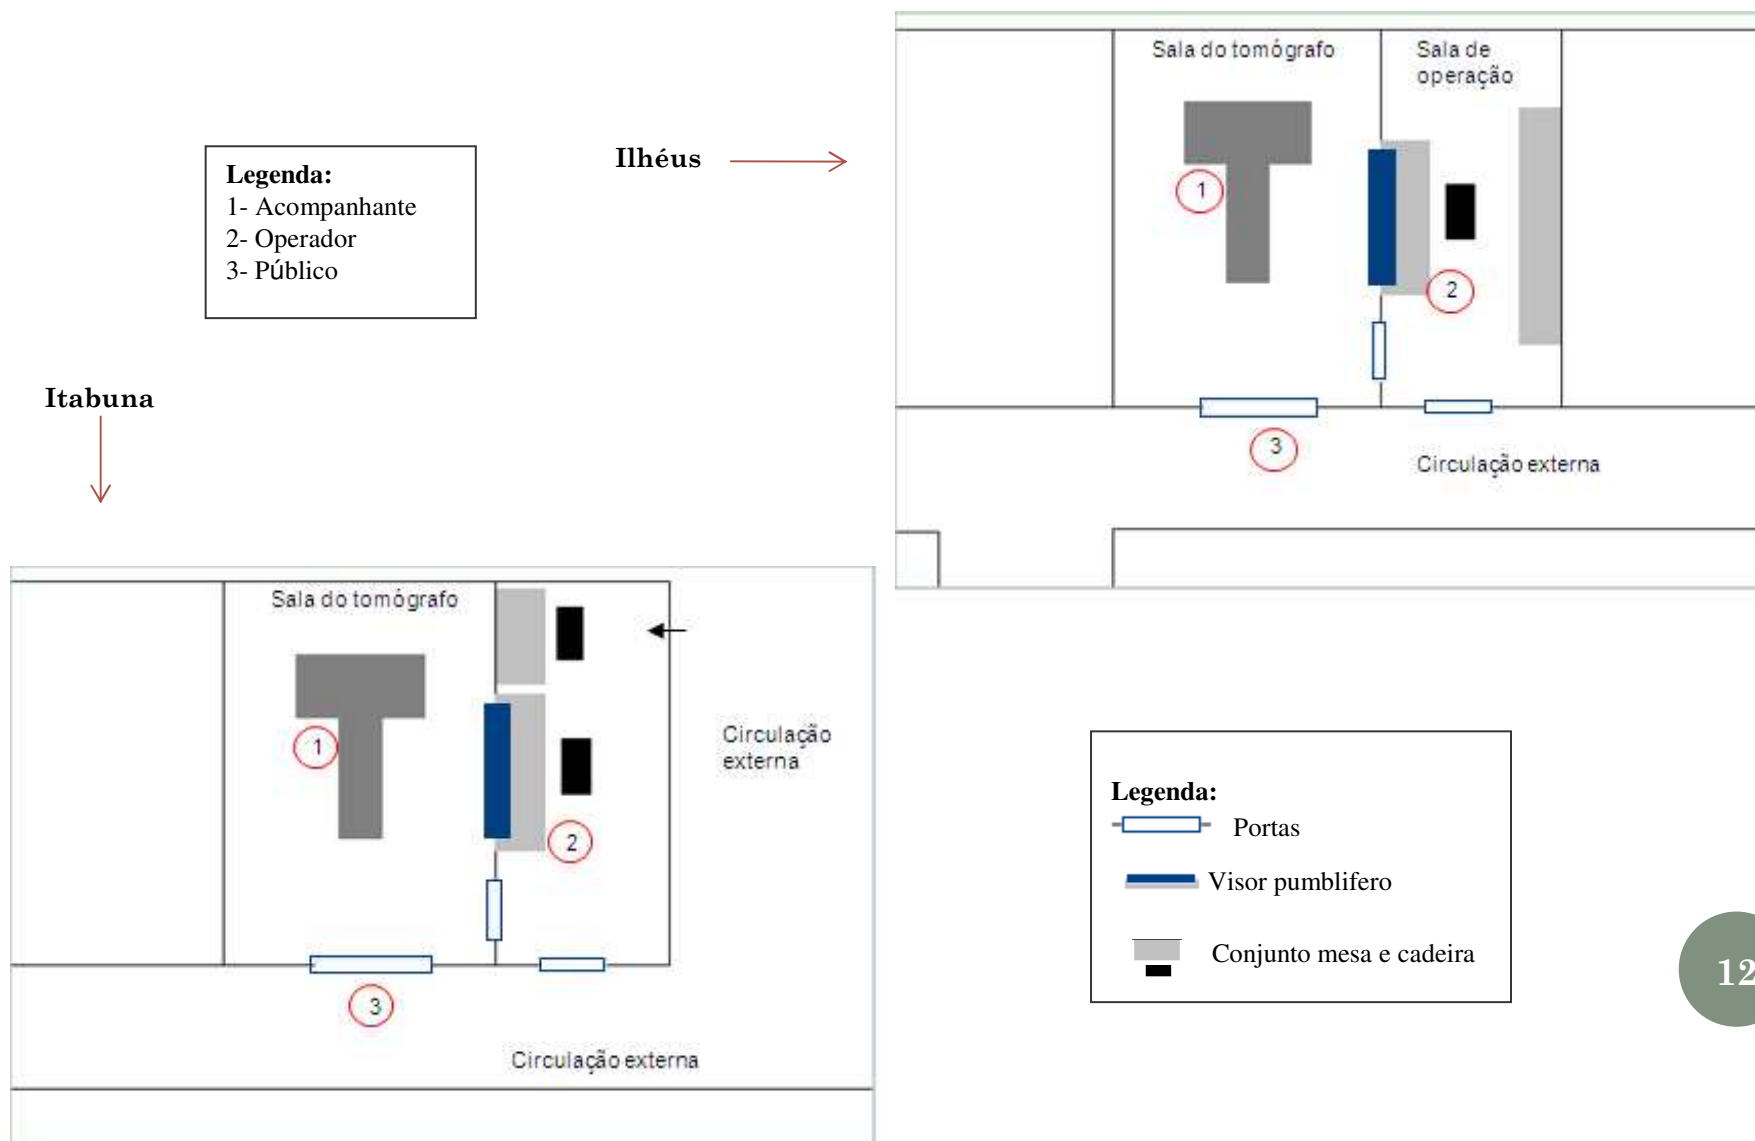 Legenda:
1- Acompanhante
2- Operador
3- Público
Ilhéus
Sala do tomógrafo
Sala de
operação
1
2
3
Circulação externa
Itabuna
Sala do tomógrafo
1
2
3
Circulação
externa
Circulação externa
Legenda:
Portas
Visor pumblifero
Conjunto mesa e cadeira
12